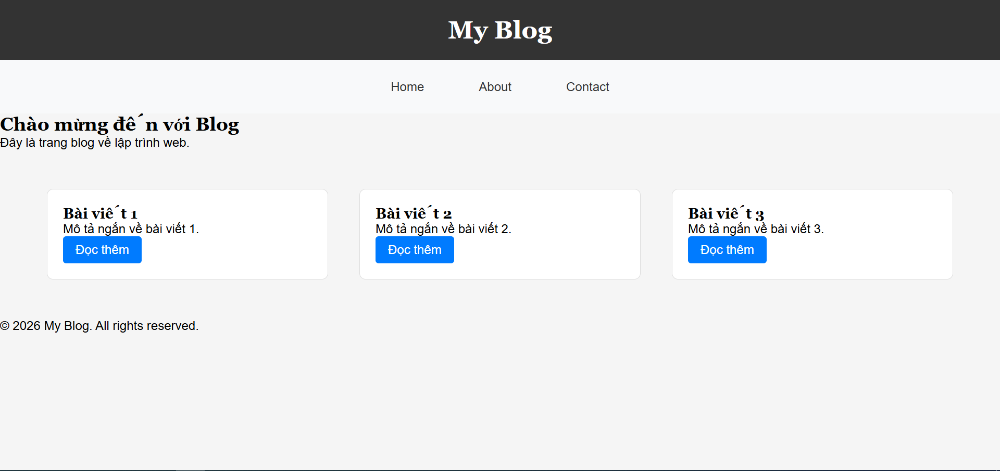 My Blog
Home About Contact
Chào mừng đến với Blog
Đây là trang blog về lập trình web.
Bài viết 1
Mô tả ngắn về bài viết 1.
Đọc thêm
Bài viết 2
Mô tả ngắn về bài viết 2.
Đọc thêm
Bài viết 3
Mô tả ngắn về bài viết 3.
Đọc thêm
© 2026 My Blog. All rights reserved.